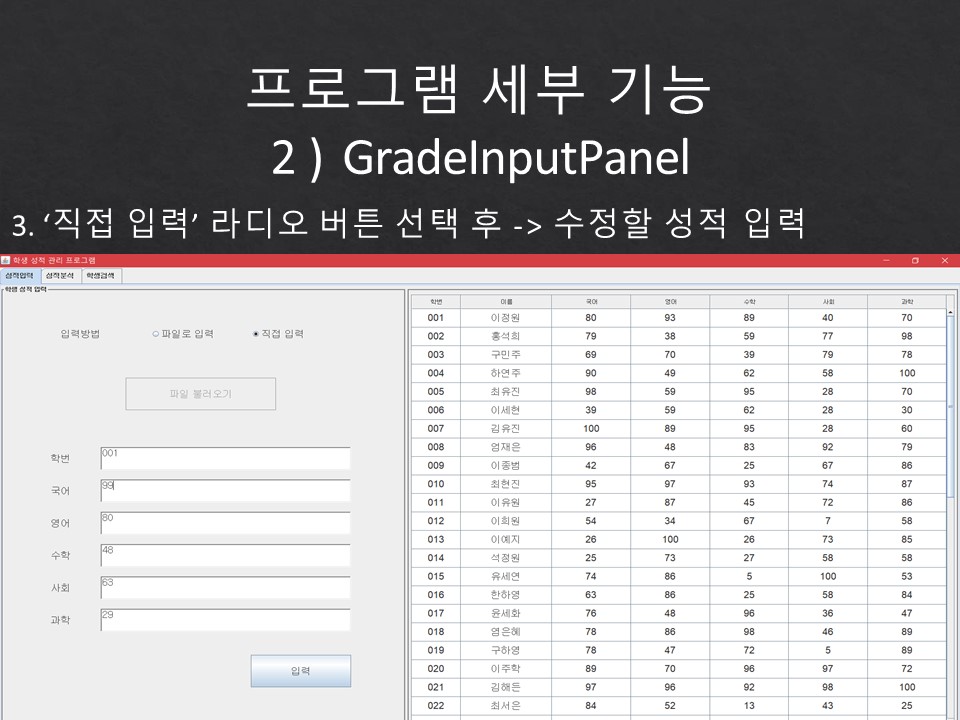 프로그램 세부 기능
2 ) GradeInputPanel
3. ‘직접 입력’ 라디오 버튼 선택 후 -> 수정할 성적 입력
학생 성적 관리 프로그램
성적입력 성적분석 학생검색
학생 성적 입력
입력방법 파일로 입력 직접 입력
파일 불러오기
학번 001
국어 99
영어 80
수학 48
사회 63
과학 29
입력
학번 이름 국어 영어 수학 사회 과학
001 이정원 80 93 89 40 70
002 홍석희 79 38 59 77 98
003 구민주 69 70 39 79 78
004 하연주 90 49 62 58 100
005 최유진 98 59 95 28 70
006 이세현 39 59 62 28 30
007 김유진 100 89 95 28 60
008 엄재은 96 48 83 92 79
009 이종범 42 67 25 67 86
010 최현진 95 97 93 74 87
011 이유원 27 87 45 72 86
012 이희원 54 34 67 7 58
013 이예지 26 100 26 73 85
014 석정원 25 73 27 58 58
015 유세연 74 86 5 100 53
016 한하영 63 86 25 58 84
017 윤세화 76 48 96 36 47
018 염은혜 78 86 98 46 89
019 구하영 78 47 72 5 89
020 이주학 89 70 96 97 72
021 김해든 97 96 92 98 100
022 최서은 84 52 13 43 25